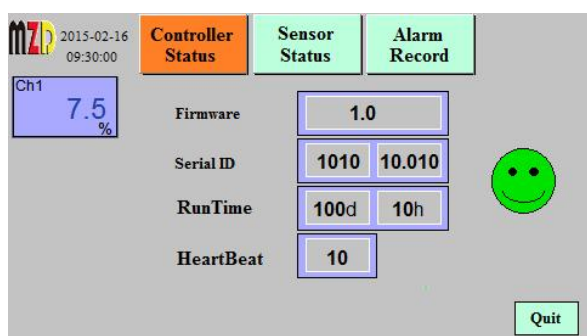 MZD 2015-02-16
09:30:00
Controller Status
Sensor Status
Alarm Record
Ch1
7.5
%
Firmware 1.0
Serial ID 1010 10.010
RunTime 100d 10h
HeartBeat 10
Quit